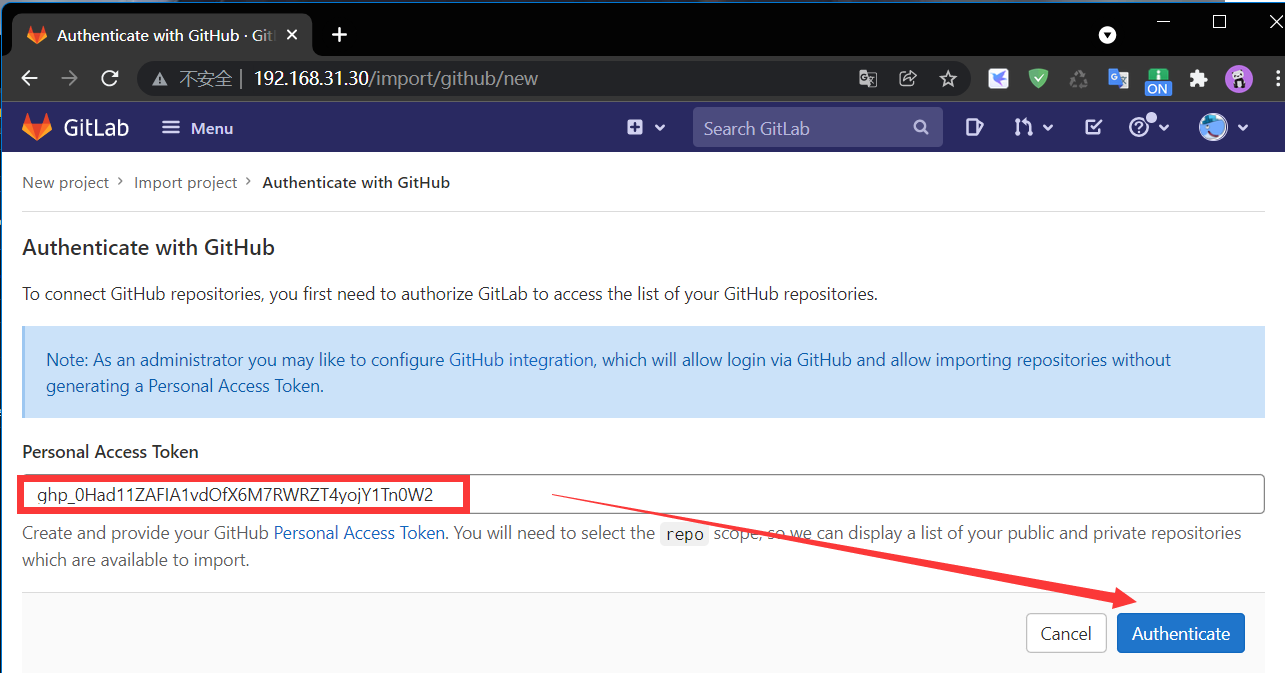 Authenticate with GitHub · Git
不安全 | 192.168.31.30/import/github/new
ON
GitLab Menu Search GitLab
New project › Import project › Authenticate with GitHub
Authenticate with GitHub
To connect GitHub repositories, you first need to authorize GitLab to access the list of your GitHub repositories.
Note: As an administrator you may like to configure GitHub integration, which will allow login via GitHub and allow importing repositories without
generating a Personal Access Token.
Personal Access Token
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
Create and provide your GitHub Personal Access Token. You will need to select the repo scope, so we can display a list of your public and private repositories
which are available to import.
Cancel Authenticate